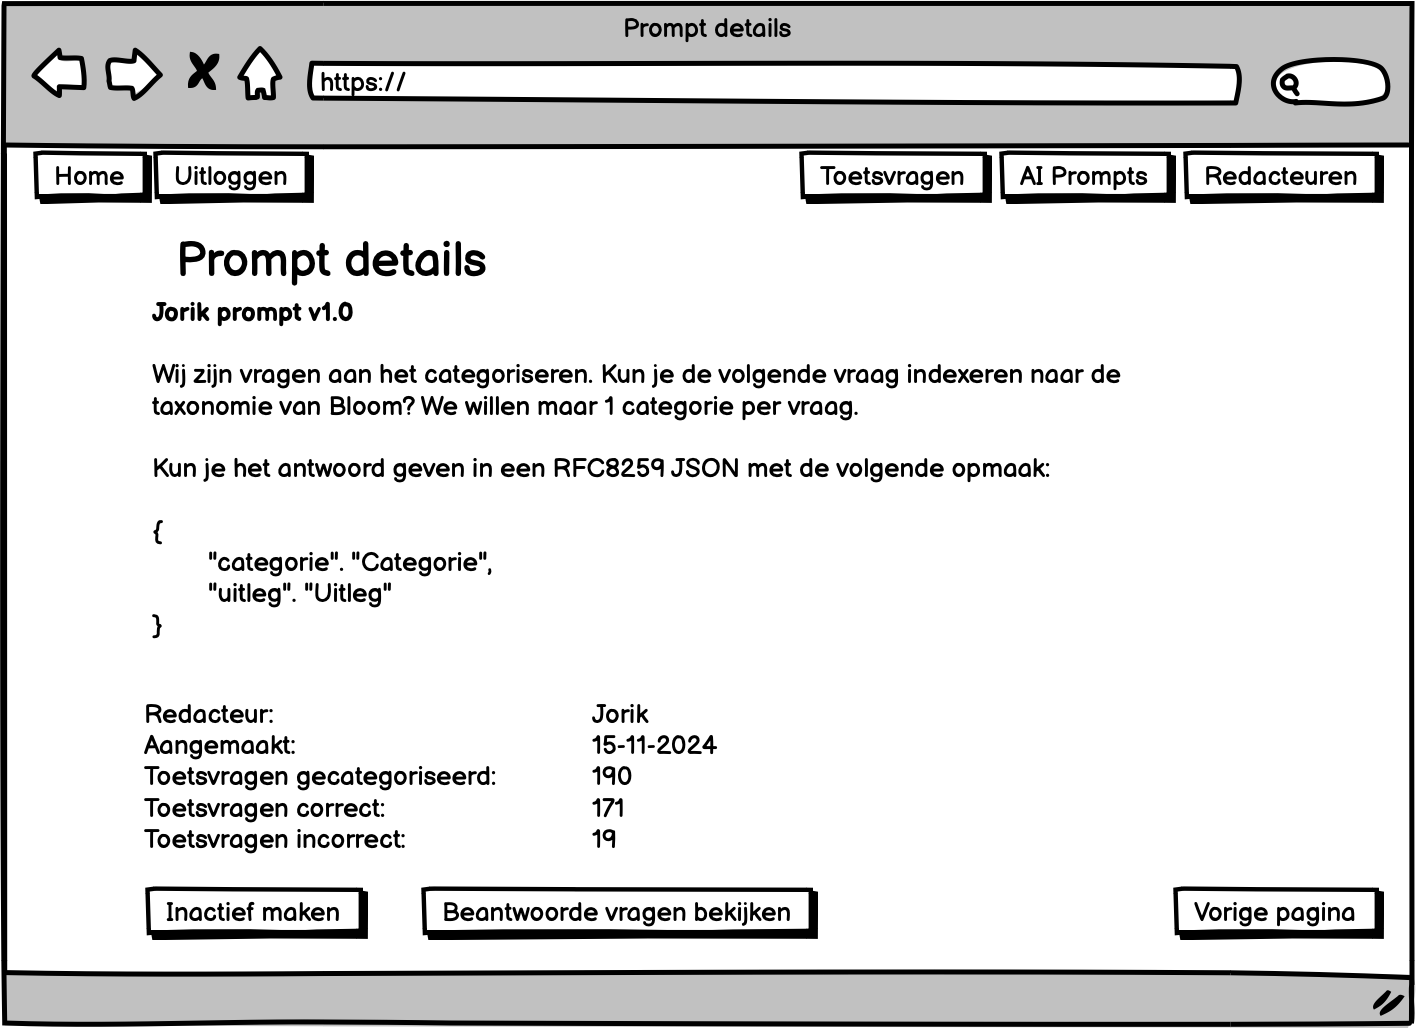 Prompt details
https://
Home Uitloggen Toetsvragen AI Prompts Redacteuren
Prompt details
Jorik prompt v1.0
Wij zijn vragen aan het categoriseren. Kun je de volgende vraag indexeren naar de
taxonomie van Bloom? We willen maar 1 categorie per vraag.
Kun je het antwoord geven in een RFC8259 JSON met de volgende opmaak:
{
"categorie". "Categorie",
"uitleg". "Uitleg"
}
Redacteur: Jorik
Aangemaakt: 15-11-2024
Toetsvragen gecategoriseerd: 190
Toetsvragen correct: 171
Toetsvragen incorrect: 19
Inactief maken Beantwoorde vragen bekijken Vorige pagina